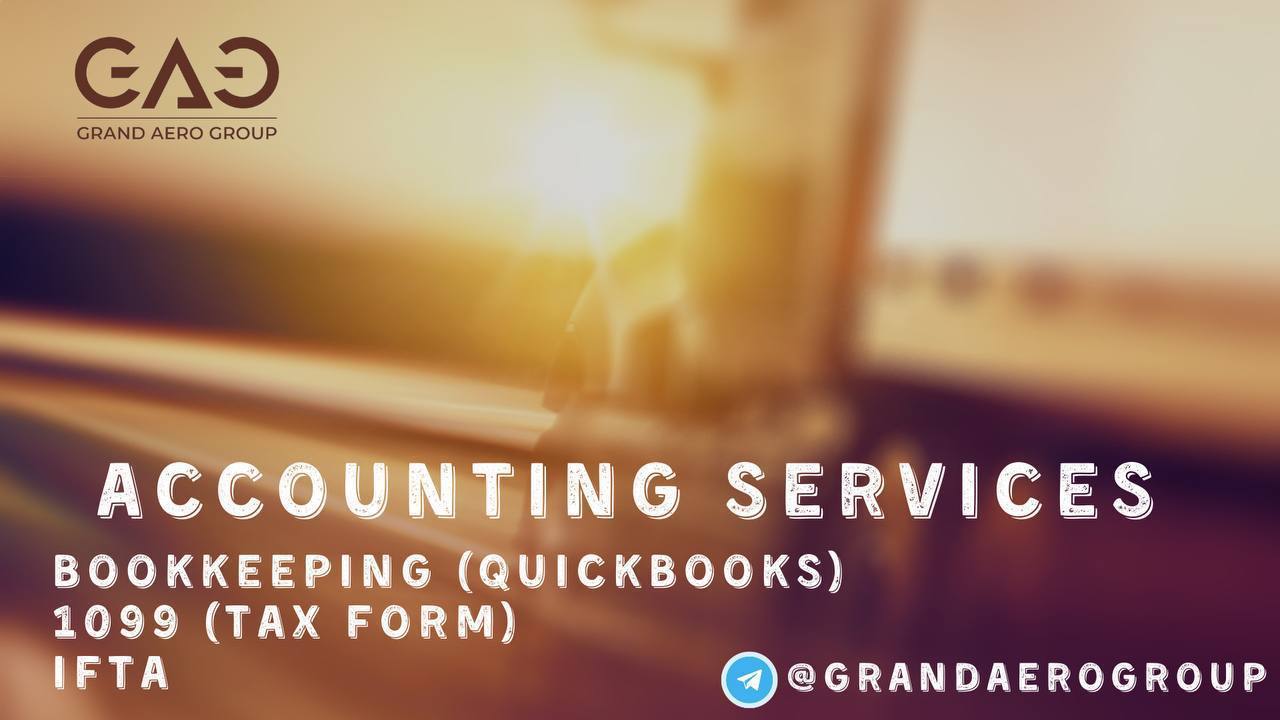 GAG
GRAND AERO GROUP
ACCOUNTING SERVICES
BOOKKEEPING (QUICKBOOKS)
1099 (TAX FORM)
IFTA
@GRANDAEROGROUP